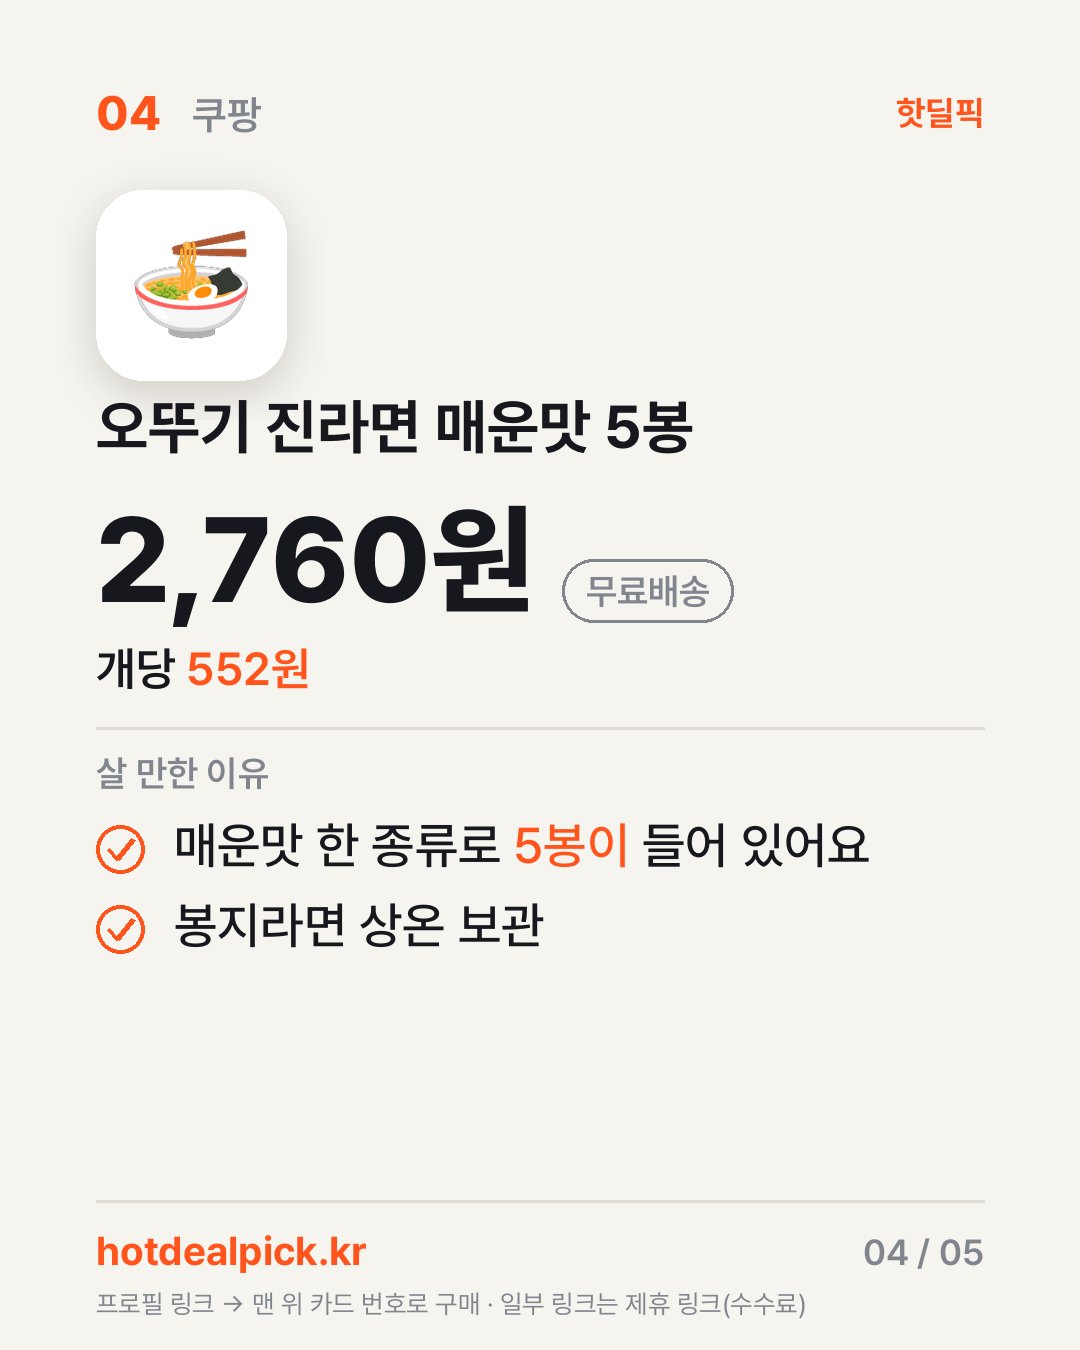 04 쿠팡
핫딜픽
오뚜기 진라면 매운맛 5봉
2,760원 무료배송
개당 552원
살 만한 이유
매운맛 한 종류로 5봉이 들어 있어요
봉지라면 상온 보관
hotdealpick.kr
04 / 05
프로필 링크 → 맨 위 카드 번호로 구매 · 일부 링크는 제휴 링크(수수료)